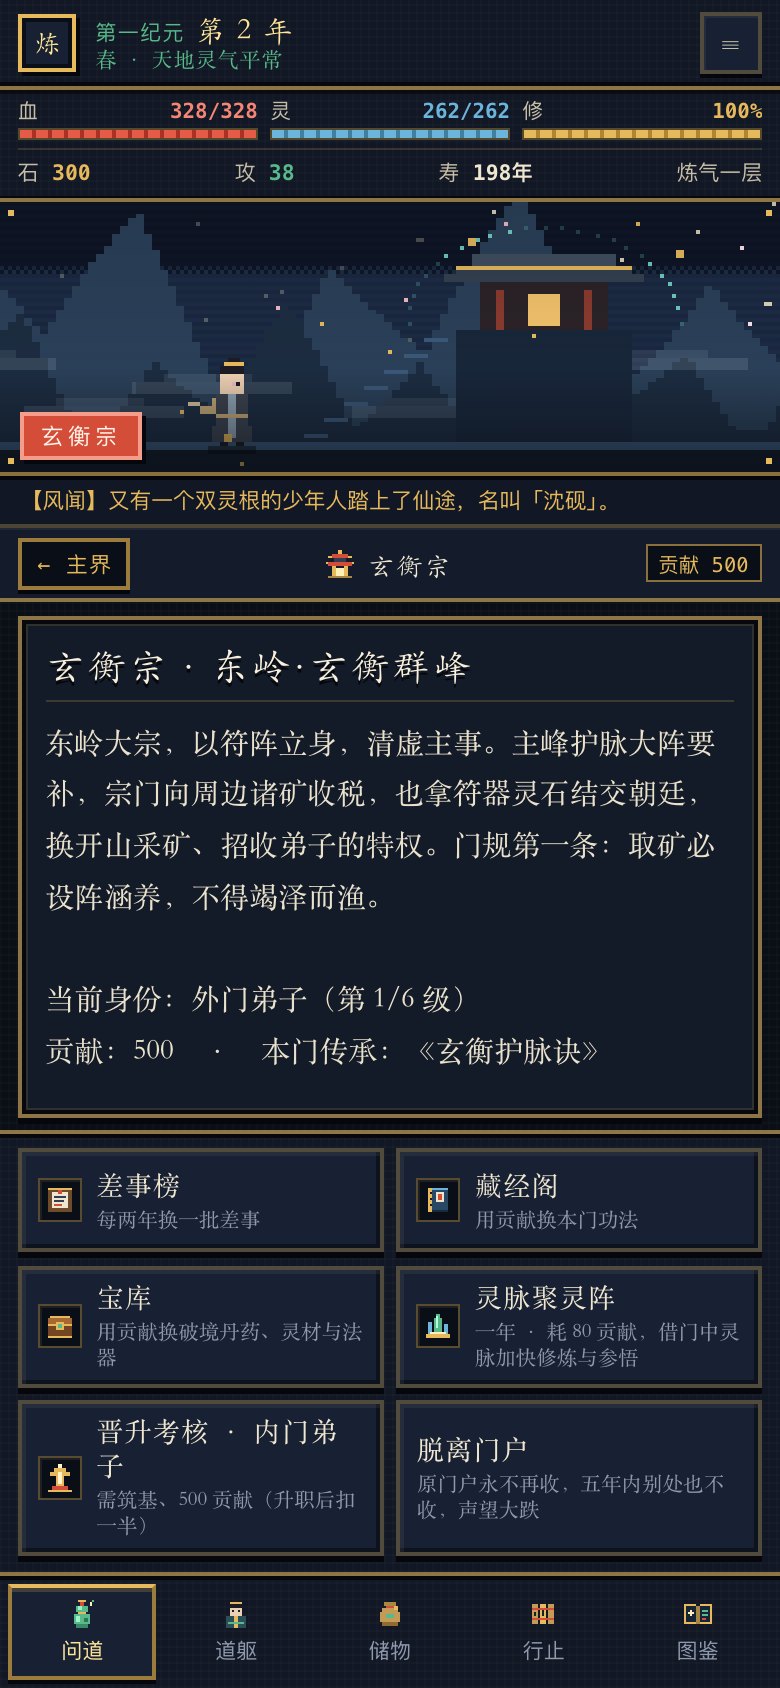 炼
第一纪元 第 2 年
春 · 天地灵气平常
≡
血 328/328 灵 262/262 修 100%
石 300 攻 38 寿 198年 炼气一层
玄衡宗
【风闻】又有一个双灵根的少年人踏上了仙途，名叫「沈砚」。
← 主界 玄衡宗 贡献 500
玄衡宗 · 东岭·玄衡群峰
东岭大宗，以符阵立身，清虚主事。主峰护脉大阵要
补，宗门向周边诸矿收税，也拿符器灵石结交朝廷，
换开山采矿、招收弟子的特权。门规第一条：取矿必
设阵涵养，不得竭泽而渔。
当前身份：外门弟子（第 1/6 级）
贡献：500 · 本门传承：《玄衡护脉诀》
差事榜
每两年换一批差事
藏经阁
用贡献换本门功法
宝库
用贡献换破境丹药、灵材与法
器
灵脉聚灵阵
一年 · 耗 80 贡献，借门中灵
脉加快修炼与参悟
晋升考核 · 内门弟
子
需筑基、500 贡献（升职后扣
一半）
脱离门户
原门户永不再收，五年内别处也不
收，声望大跌
问道 道躯 储物 行止 图鉴